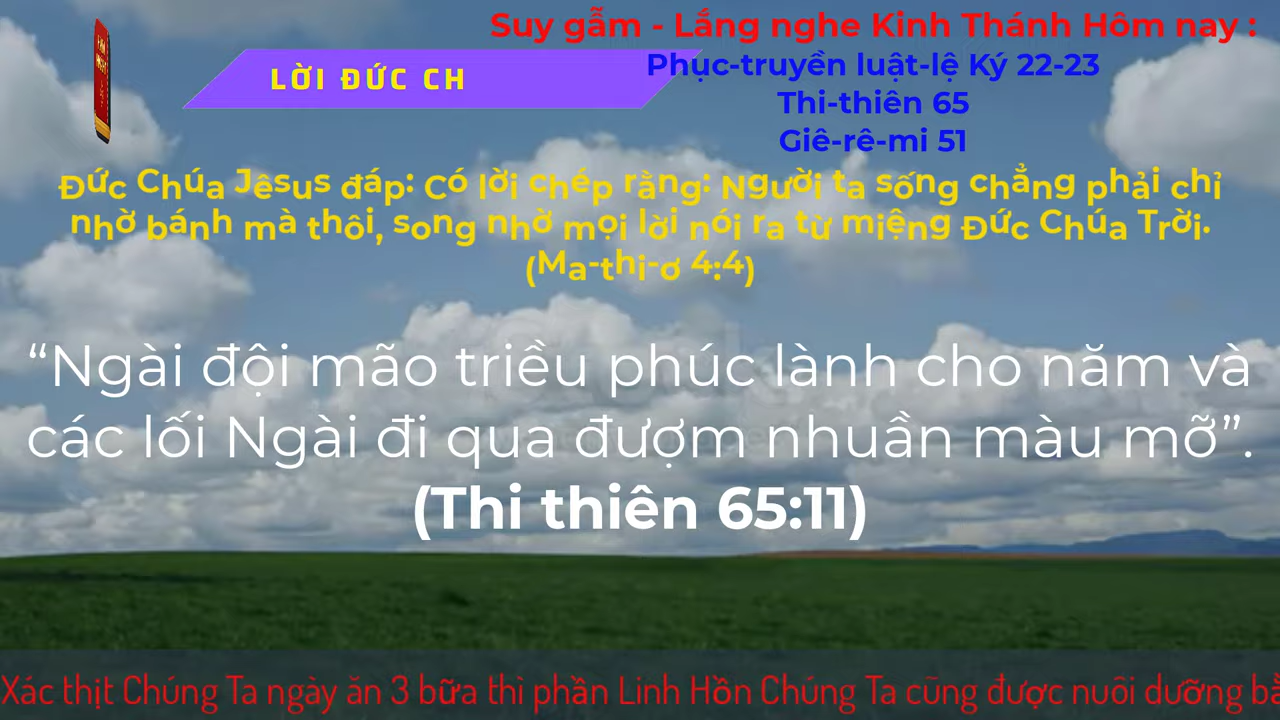 Suy gẫm - Lắng nghe Kinh Thánh Hôm nay :
LỜI ĐỨC CH
Phục-truyền luật-lệ Ký 22-23
Thi-thiên 65
Giê-rê-mi 51
Đức Chúa Jêsus đáp: Có lời chép rằng: Người ta sống chẳng phải chỉ
nhờ bánh mà thôi, song nhờ mọi lời nói ra từ miệng Đức Chúa Trời.
(Ma-thi-ơ 4:4)
“Ngài đội mão triều phúc lành cho năm và
các lối Ngài đi qua đượm nhuần màu mỡ”.
(Thi thiên 65:11)
Xác thịt Chúng Ta ngày ăn 3 bữa thì phần Linh Hồn Chúng Ta cũng được nuôi dưỡng